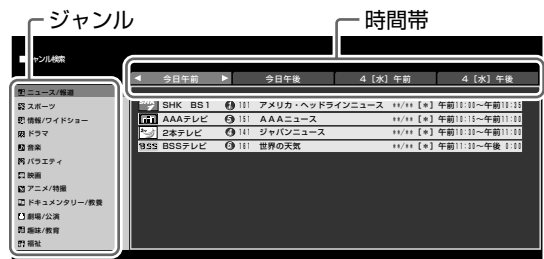 ジャンル
時間帯
ジャンル検索
今日午前
今日午後
4［水］午前
4［水］午後
ニュース/報道
スポーツ
情報/ワイドショー
ドラマ
音楽
バラエティ
映画
アニメ/特撮
ドキュメンタリー/教養
劇場/公演
趣味/教育
福祉
SHK BS1 101 アメリカ・ヘッドラインニュース **/**［*］午前10:00～午前10:35
AAAテレビ 151 AAAニュース **/**［*］午前10:15～午前11:00
2本テレビ 141 ジャパンニュース **/**［*］午前10:30～午前11:00
BSSテレビ 161 世界の天気 **/**［*］午前11:00～午後 0:00